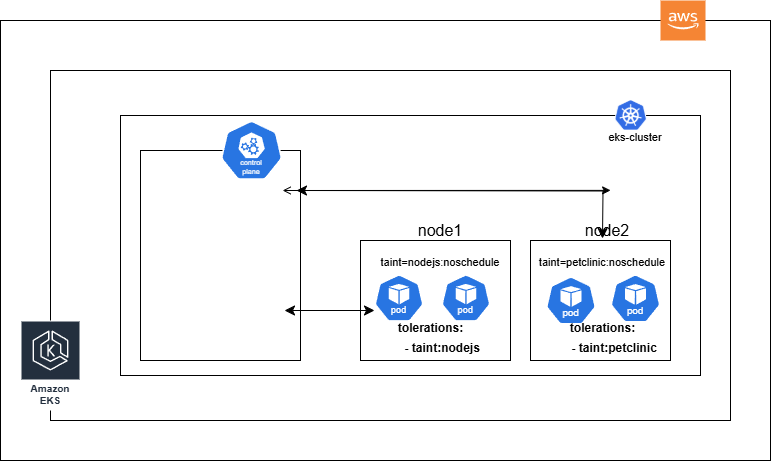 aws
eks-cluster
control
plane
node1
node2
taint=nodejs:noschedule
taint=petclinic:noschedule
pod
pod
pod
pod
tolerations:
- taint:nodejs
tolerations:
- taint:petclinic
K
Amazon
EKS